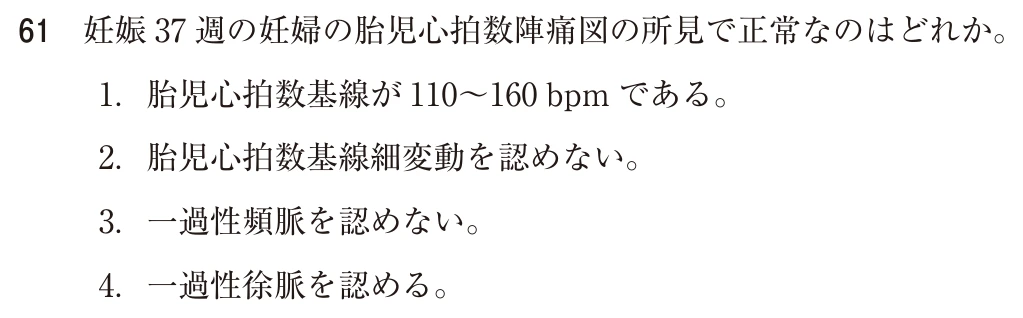 61 妊娠 37 週の妊婦の胎児心拍数陣痛図の所見で正常なのはどれか。
1. 胎児心拍数基線が 110～160 bpm である。
2. 胎児心拍数基線細変動を認めない。
3. 一過性頻脈を認めない。
4. 一過性徐脈を認める。